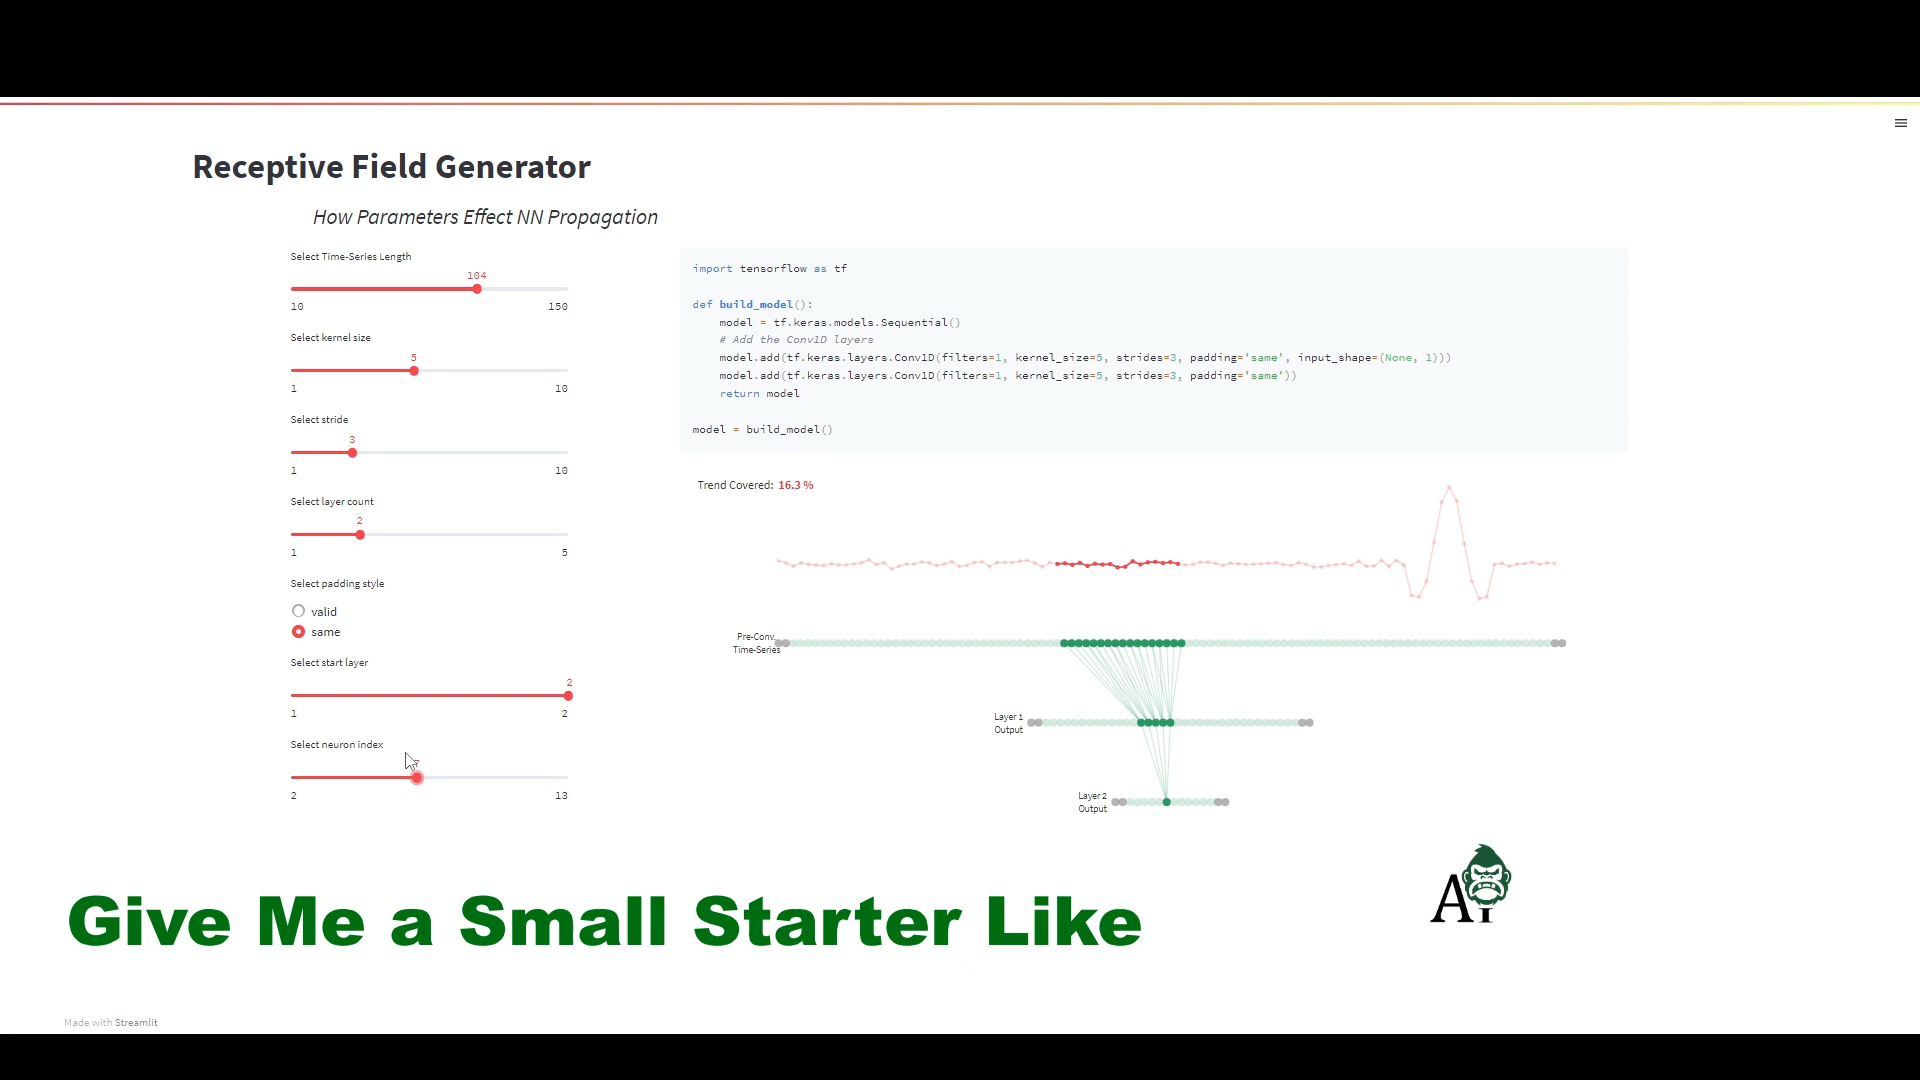 Receptive Field Generator
How Parameters Effect NN Propagation
Select Time-Series Length
104
10 150
Select kernel size
5
1 10
Select stride
3
1 10
Select layer count
2
1 5
Select padding style
valid
same
Select start layer
2
1 2
Select neuron index
2 13
import tensorflow as tf
def build_model():
model = tf.keras.models.Sequential()
# Add the Conv1D layers
model.add(tf.keras.layers.Conv1D(filters=1, kernel_size=5, strides=3, padding='same', input_shape=(None, 1)))
model.add(tf.keras.layers.Conv1D(filters=1, kernel_size=5, strides=3, padding='same'))
return model
model = build_model()
Trend Covered: 16.3 %
Pre-Conv.
Time-Series
Layer 1
Output
Layer 2
Output
Give Me a Small Starter Like
AI
Made with Streamlit